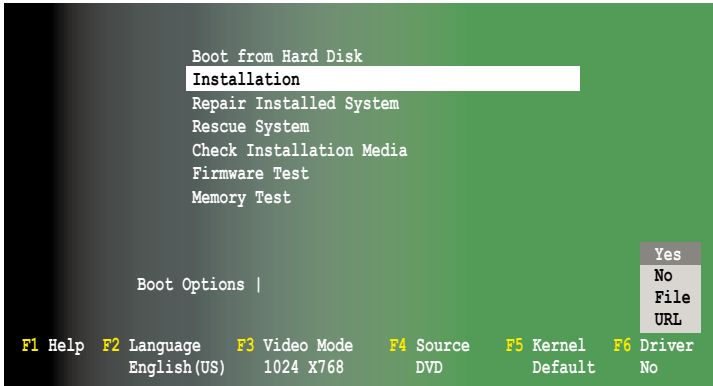 Boot from Hard Disk
Installation
Repair Installed System
Rescue System
Check Installation Media
Firmware Test
Memory Test
Yes
No
File
URL
Boot Options |
F1 Help F2 Language F3 Video Mode F4 Source F5 Kernel F6 Driver
English(US) 1024 X768 DVD Default No